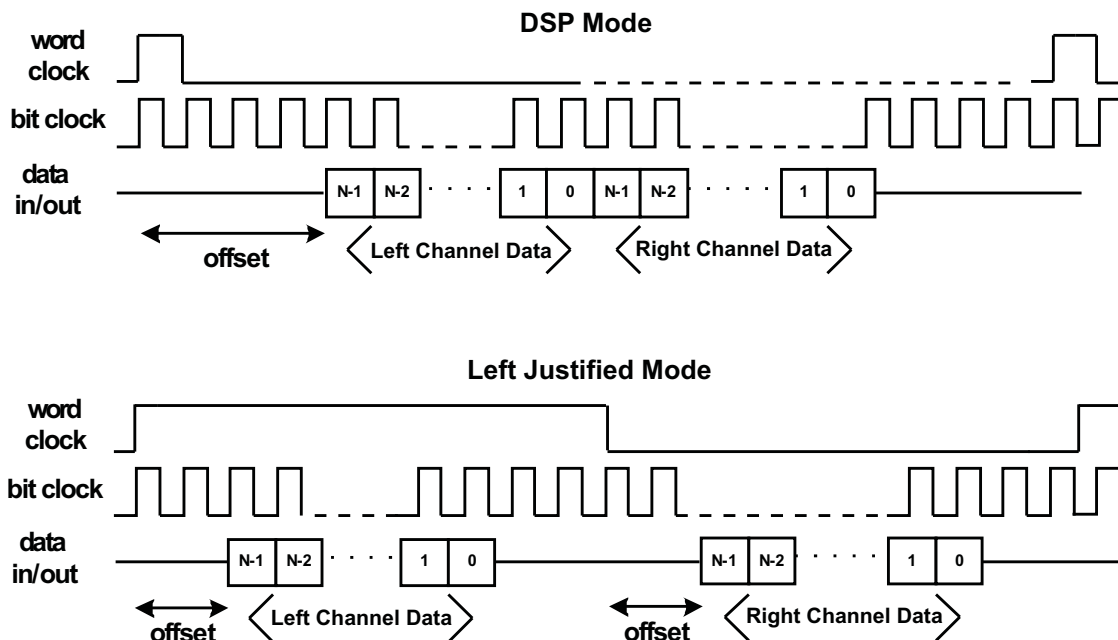 DSP Mode
word
clock
bit clock
data
in/out
N-1 N-2 1 0 N-1 N-2 1 0
offset
Left Channel Data
Right Channel Data
Left Justified Mode
word
clock
bit clock
data
in/out
N-1 N-2 1 0 N-1 N-2 1 0
offset
Left Channel Data
offset
Right Channel Data